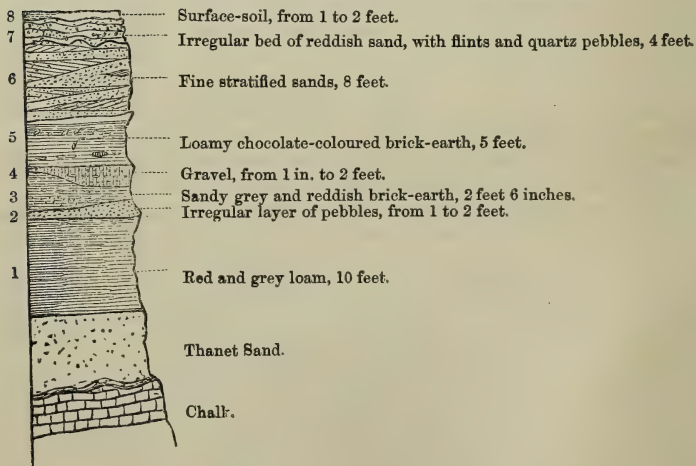 8 Surface-soil, from 1 to 2 feet.
7 Irregular bed of reddish sand, with flints and quartz pebbles, 4 feet.
6 Fine stratified sands, 8 feet.
5 Loamy chocolate-coloured brick-earth, 5 feet.
4 Gravel, from 1 in. to 2 feet.
3 Sandy grey and reddish brick-earth, 2 feet 6 inches.
2 Irregular layer of pebbles, from 1 to 2 feet.
1 Red and grey loam, 10 feet.
Thanet Sand.
Chalk.